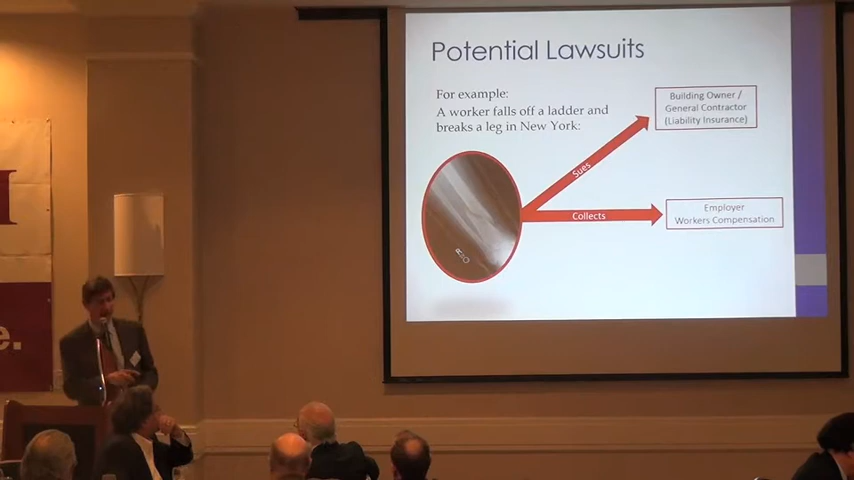 Potential Lawsuits
For example:
A worker falls off a ladder and
breaks a leg in New York:
Building Owner /
General Contractor
(Liability Insurance)
Sues
Collects
Employer
Workers Compensation
e.